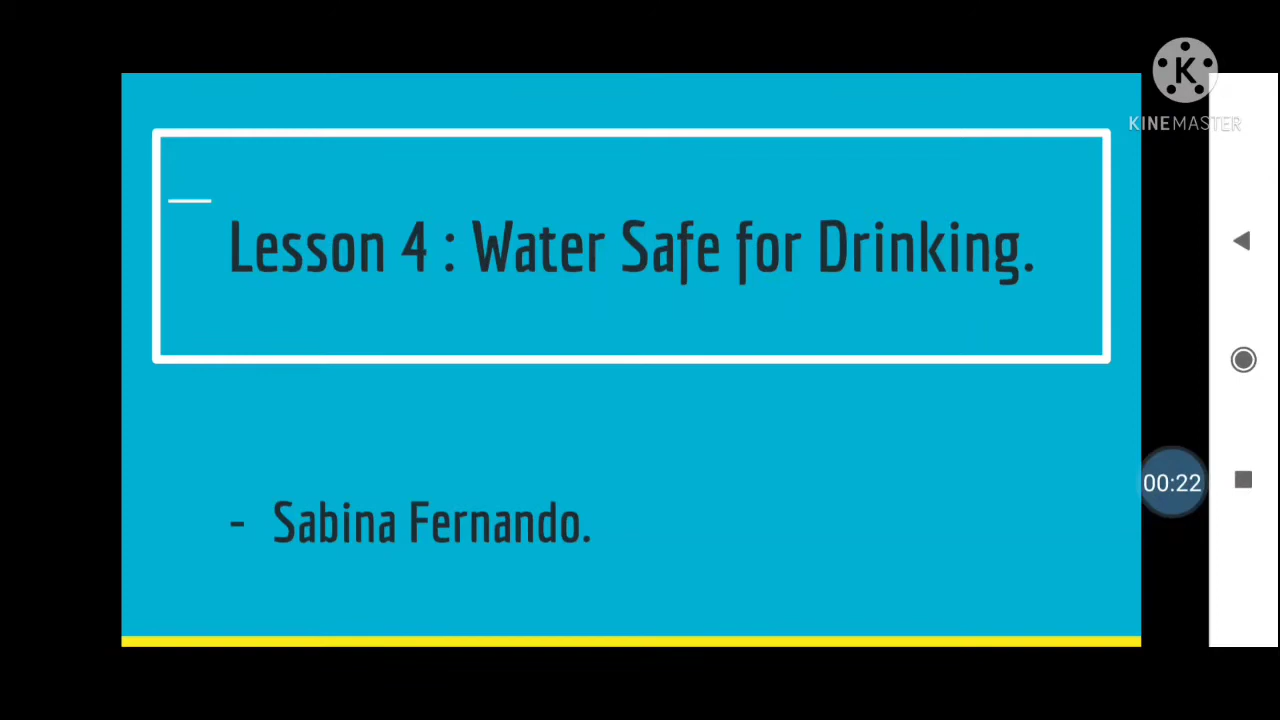 K
KINEMASTER
Lesson 4 : Water Safe for Drinking.
00:22
- Sabina Fernando.